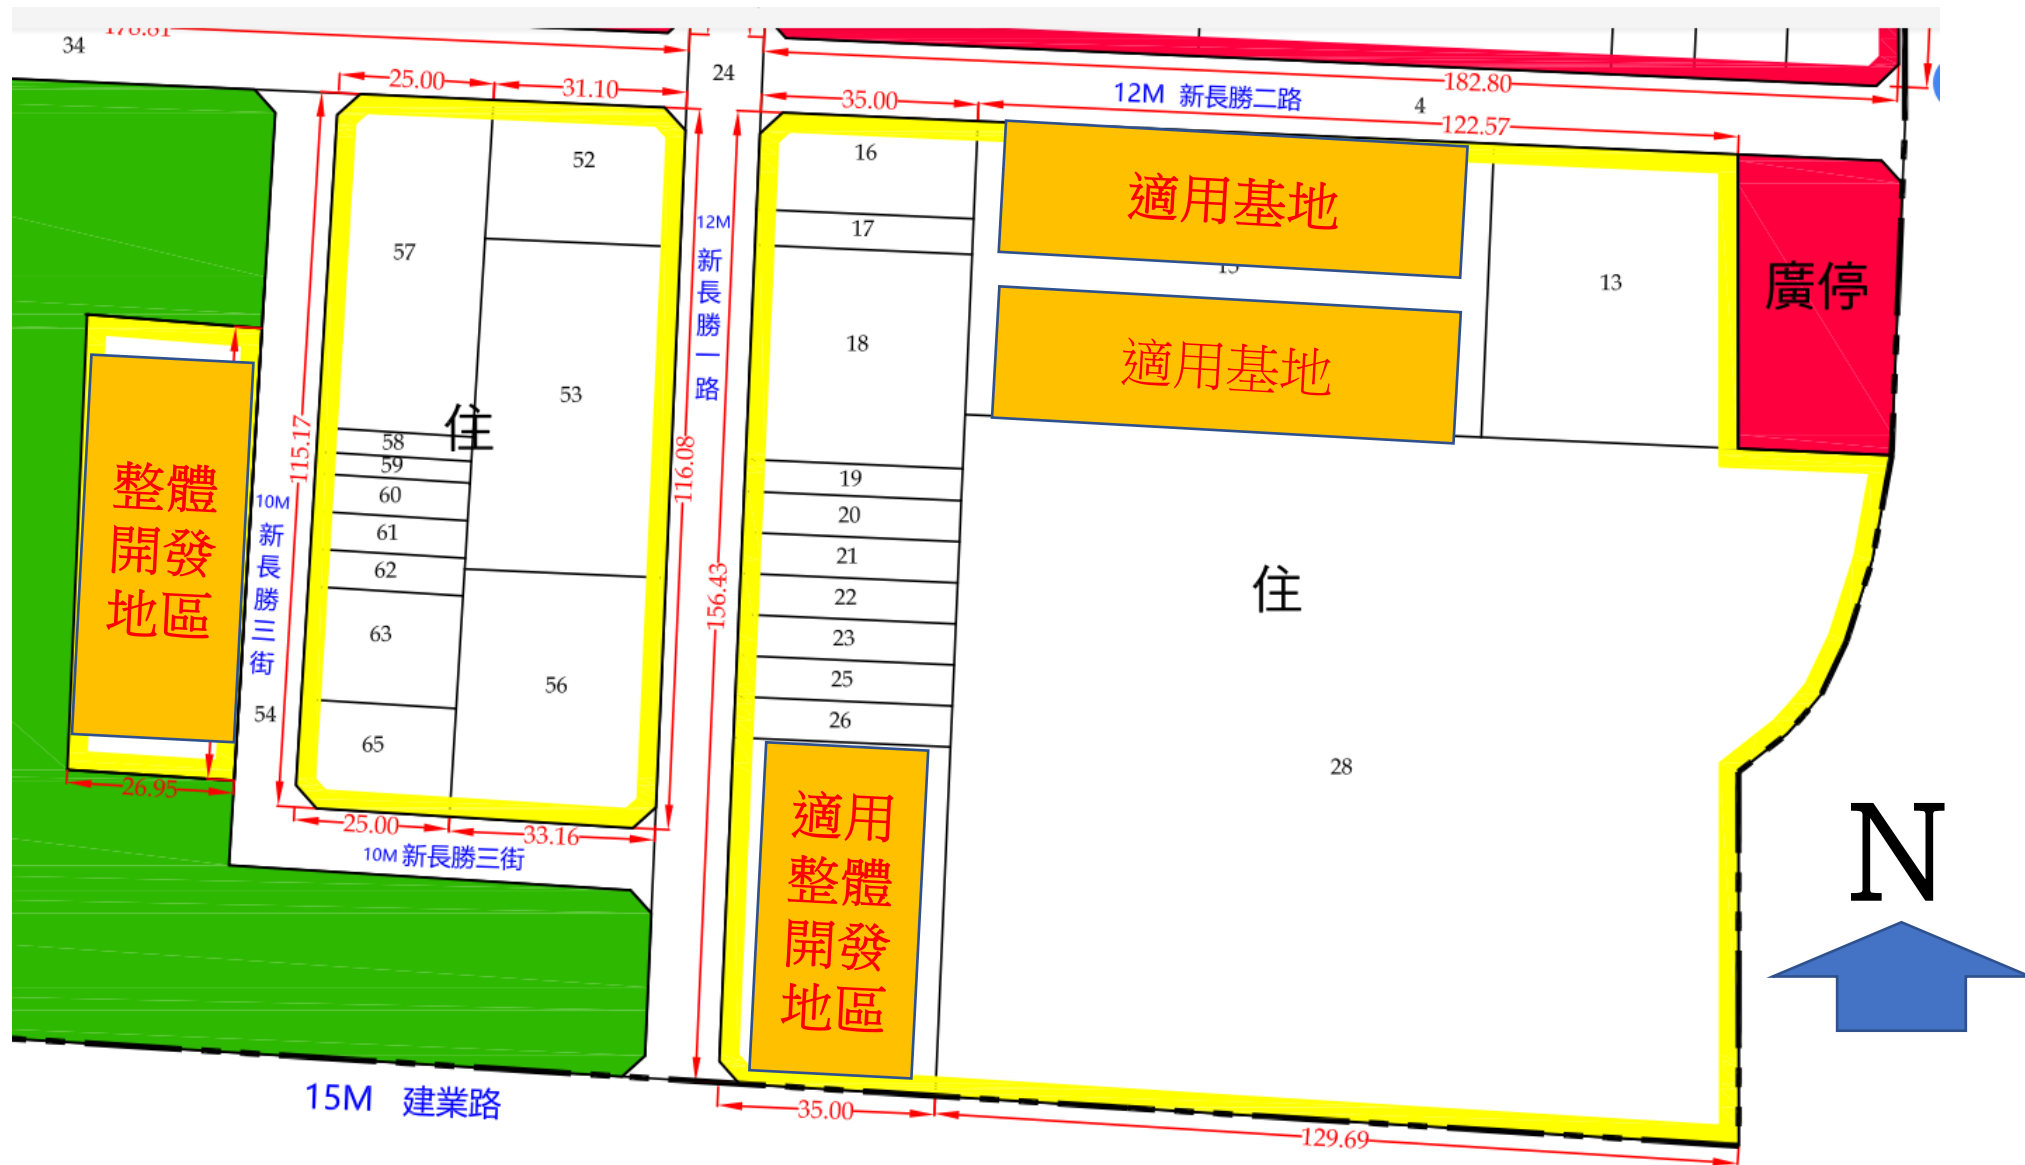 178.81
34
24
182.80
25.00
31.10
35.00
12M 新長勝二路
4
122.57
16
52
17
12M
新
長
勝
一
路
適用基地
57
15
13
廣停
18
適用基地
53
住
58
59
115.17
116.08
19
60
10M
新
長
勝
三
街
整體
開發
地區
20
61
21
62
156.43
22
住
63
23
25
56
54
26
65
28
26.95
25.00
33.16
10M 新長勝三街
適用
整體
開發
地區
N
15M 建業路
35.00
129.69